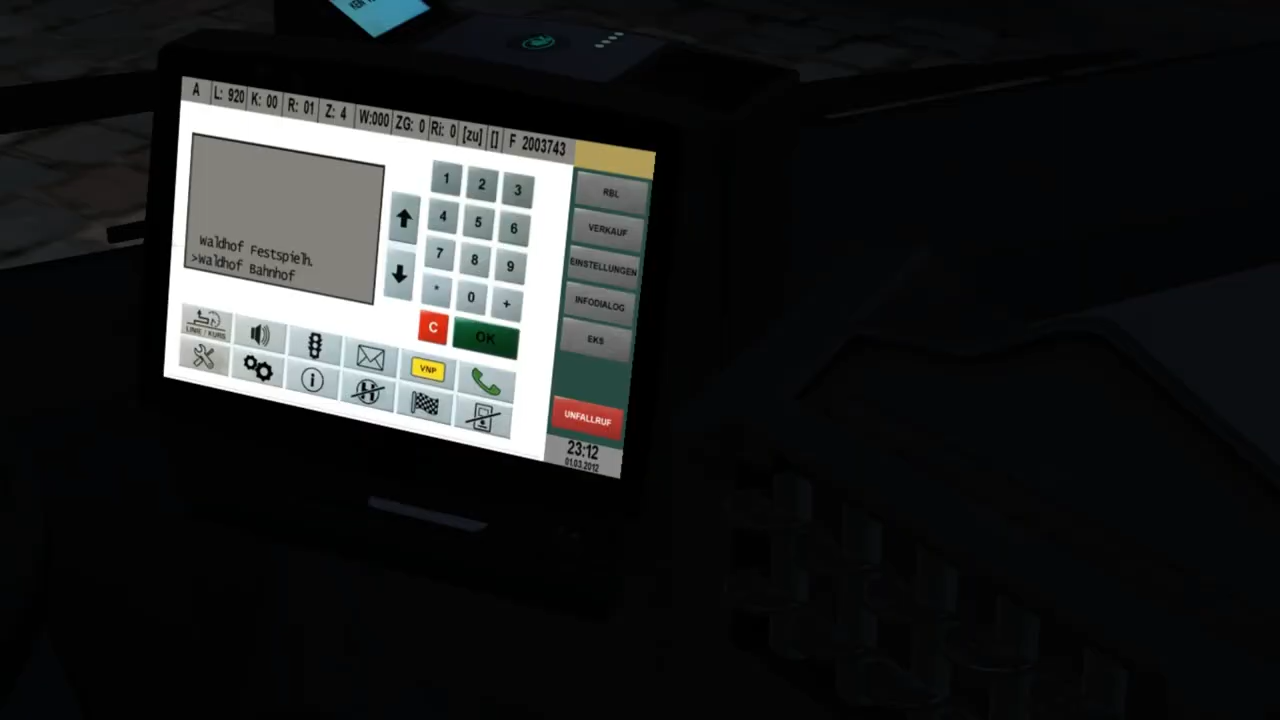 A L: 920 K: 00 R: 01 Z: 4 W:000 ZG: 0 Ri: 0 [zu] [] F 2003743
Waldhof Festspielh.
>Waldhof Bahnhof
1 2 3
4 5 6
7 8 9
* 0 +
C OK
LINIE / KURS
VNP
RBL
VERKAUF
EINSTELLUNGEN
INFODIALOG
EKS
UNFALLRUF
23:12
01.03.2012